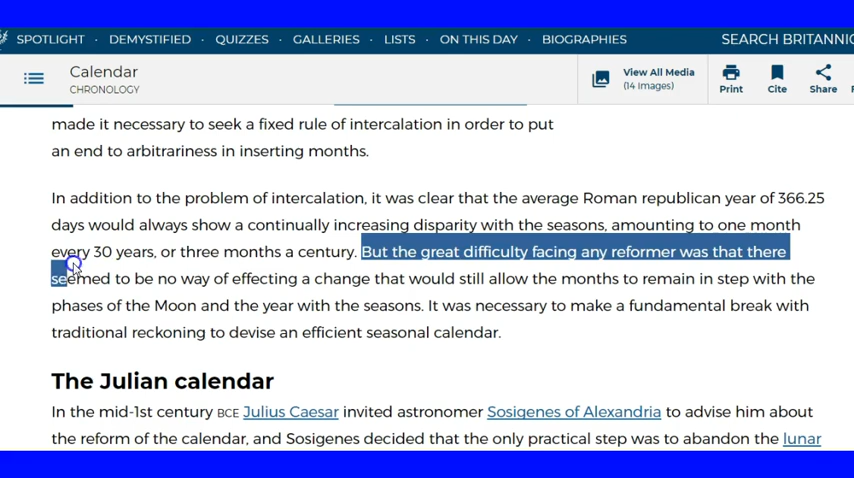 SPOTLIGHT · DEMYSTIFIED · QUIZZES · GALLERIES · LISTS · ON THIS DAY · BIOGRAPHIES SEARCH
Calendar
CHRONOLOGY
View All Media
(14 Images)
Print
Cite
Share
made it necessary to seek a fixed rule of intercalation in order to put
an end to arbitrariness in inserting months.
In addition to the problem of intercalation, it was clear that the average Roman republican year of 366.25
days would always show a continually increasing disparity with the seasons, amounting to one month
every 30 years, or three months a century. But the great difficulty facing any reformer was that there
seemed to be no way of effecting a change that would still allow the months to remain in step with the
phases of the Moon and the year with the seasons. It was necessary to make a fundamental break with
traditional reckoning to devise an efficient seasonal calendar.
The Julian calendar
In the mid-1st century BCE Julius Caesar invited astronomer Sosigenes of Alexandria to advise him about
the reform of the calendar, and Sosigenes decided that the only practical step was to abandon the lunar